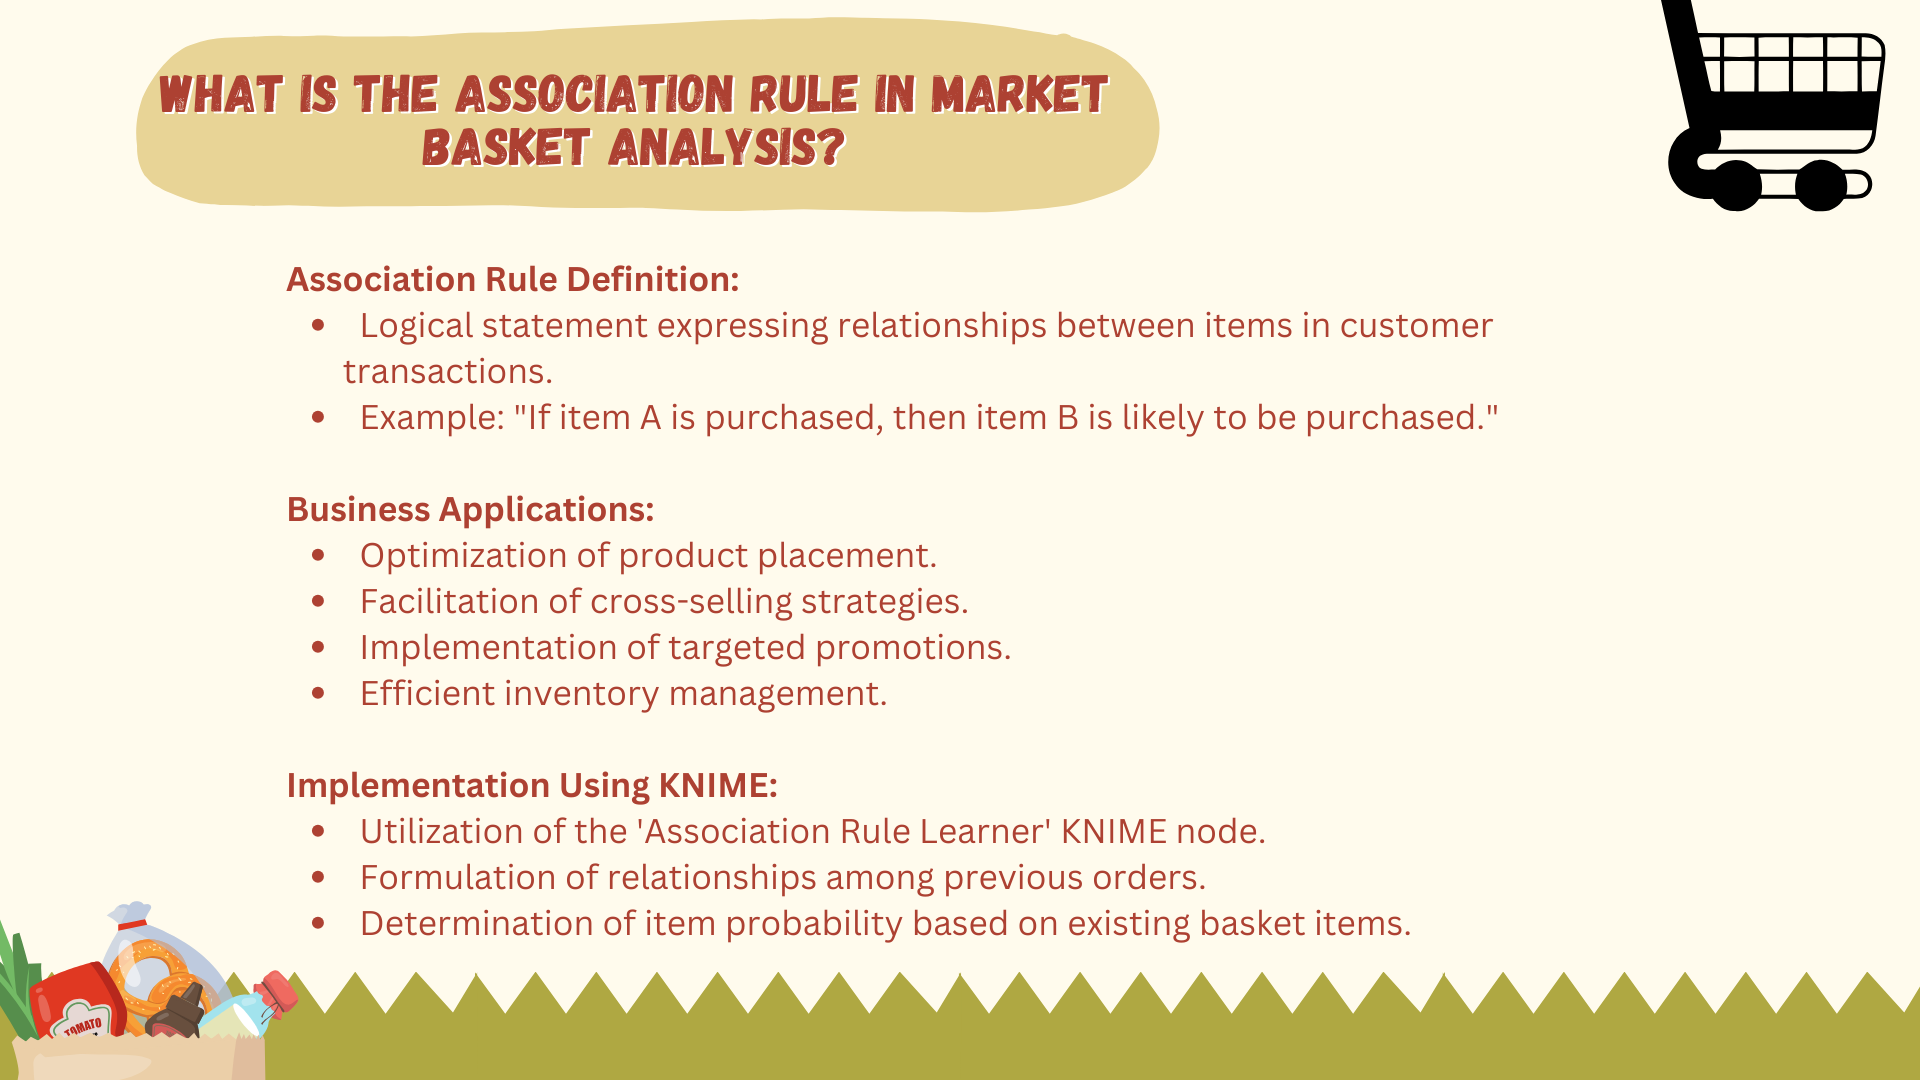 WHAT IS THE ASSOCIATION RULE IN MARKET
BASKET ANALYSIS?
Association Rule Definition:
• Logical statement expressing relationships between items in customer
transactions.
• Example: "If item A is purchased, then item B is likely to be purchased."
Business Applications:
• Optimization of product placement.
• Facilitation of cross-selling strategies.
• Implementation of targeted promotions.
• Efficient inventory management.
Implementation Using KNIME:
• Utilization of the 'Association Rule Learner' KNIME node.
• Formulation of relationships among previous orders.
• Determination of item probability based on existing basket items.
TOMATO